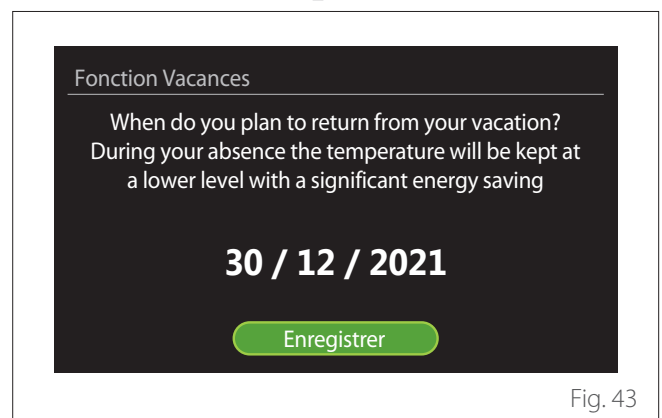 Fonction Vacances
When do you plan to return from your vacation?
During your absence the temperature will be kept at
a lower level with a significant energy saving
30 / 12 / 2021
Enregistrer
Fig. 43